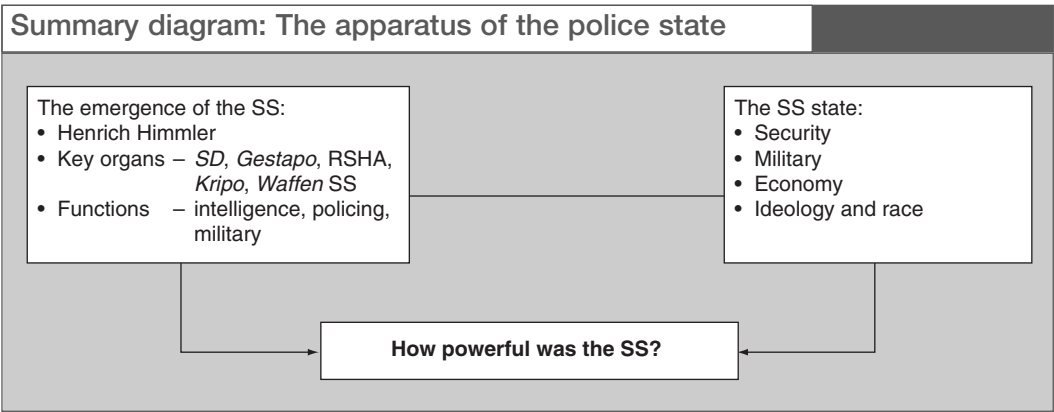 Summary diagram: The apparatus of the police state
The emergence of the SS:
• Henrich Himmler
• Key organs – SD, Gestapo, RSHA,
Kripo, Waffen SS
• Functions – intelligence, policing,
military
The SS state:
• Security
• Military
• Economy
• Ideology and race
How powerful was the SS?